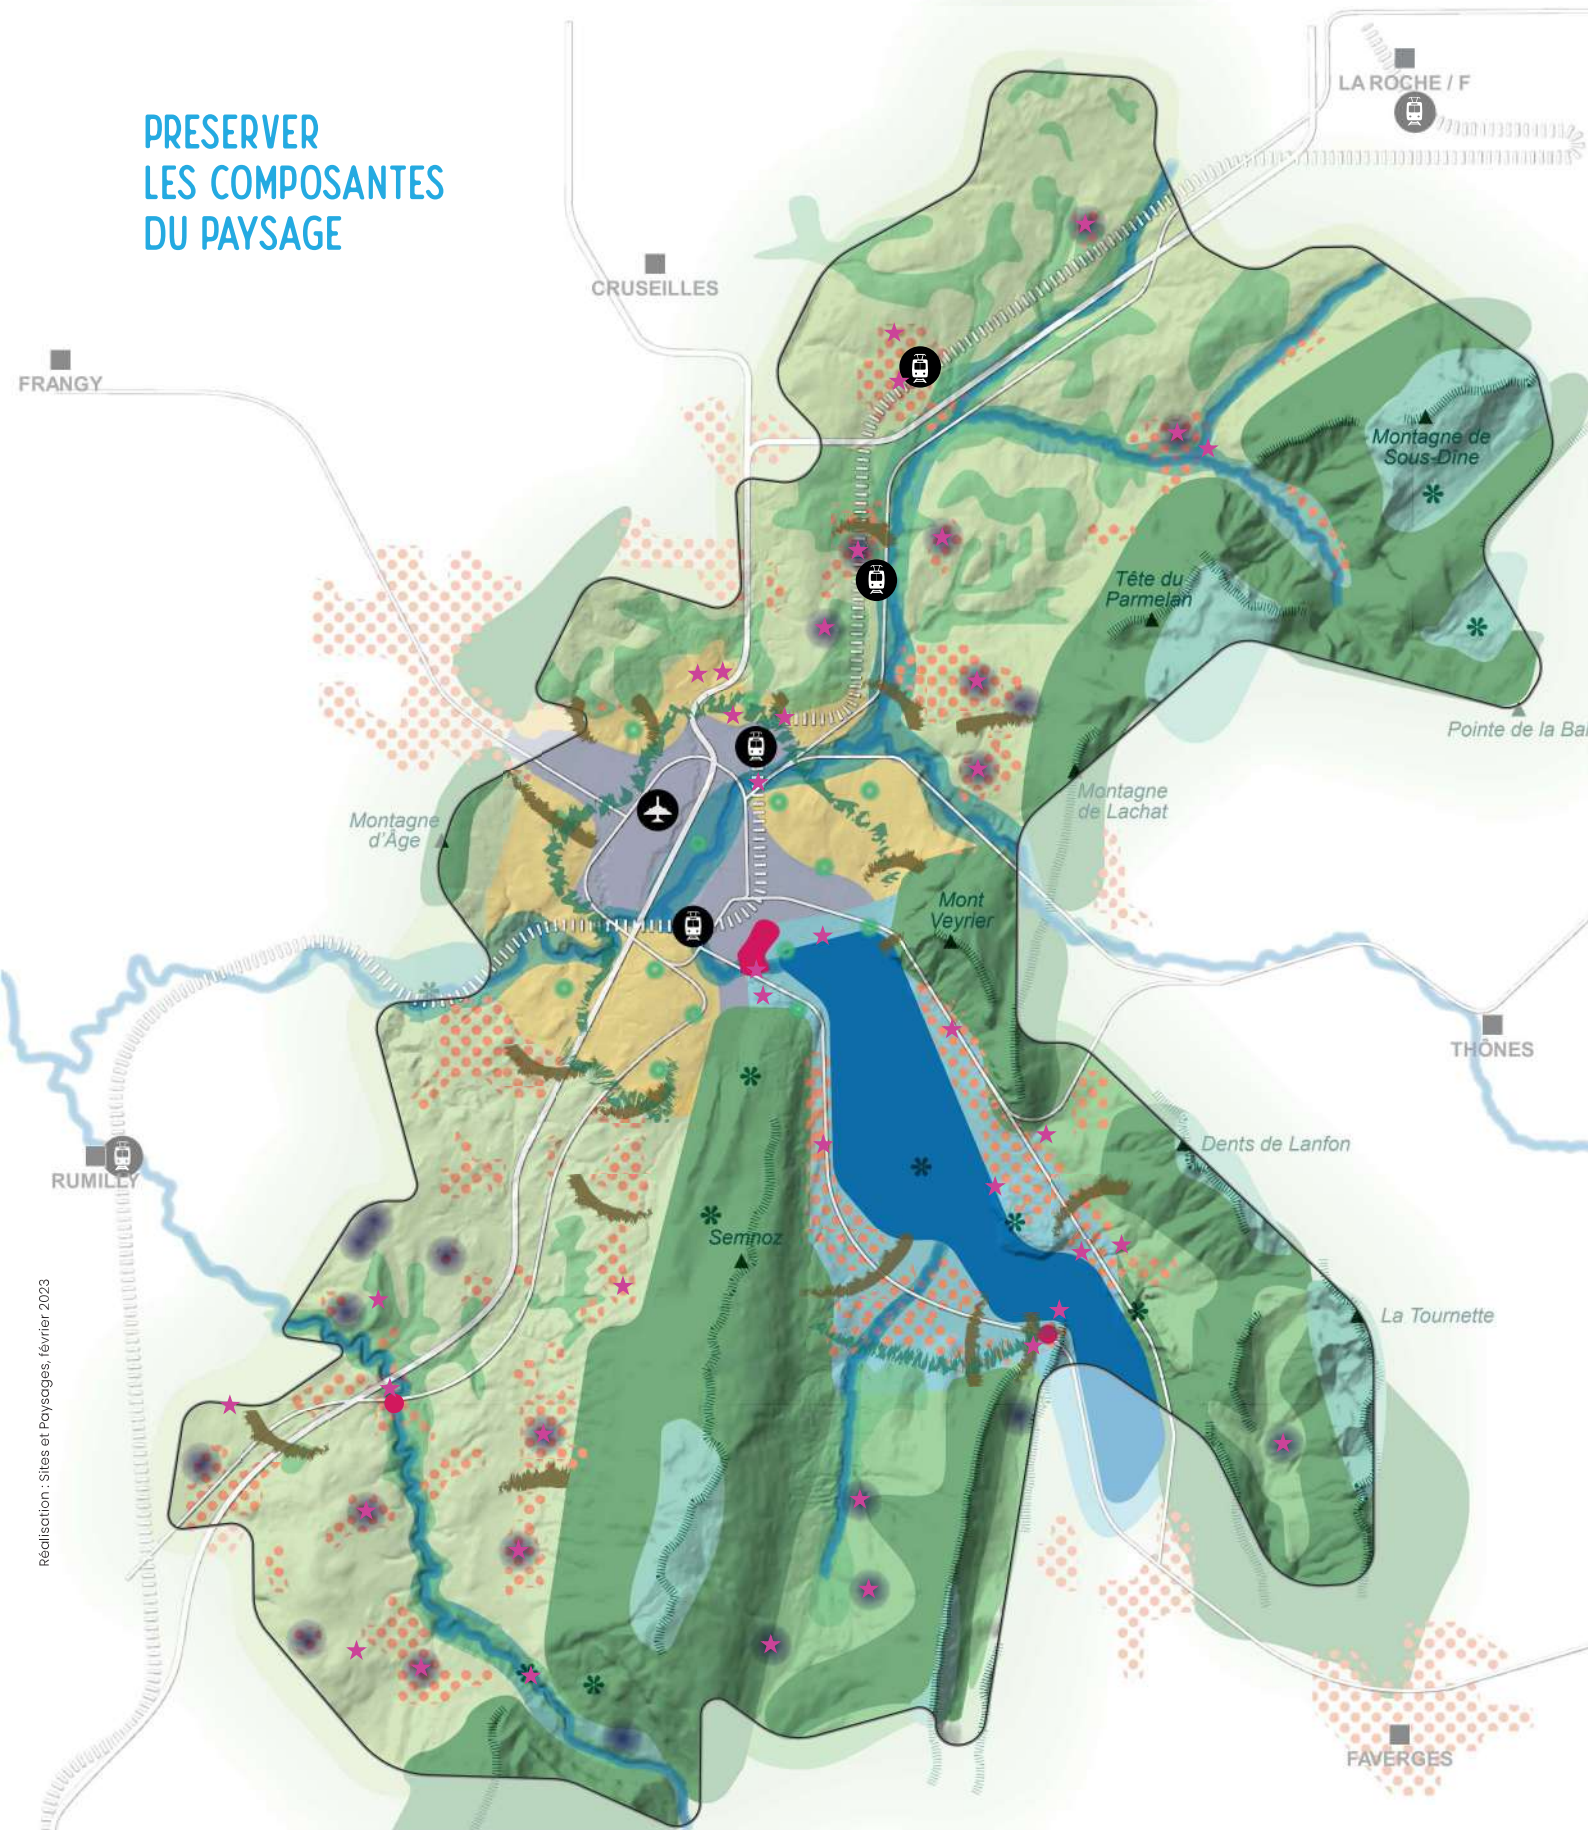 PRESERVER
LES COMPOSANTES
DU PAYSAGE
LA ROCHE / F
CRUSEILLES
FRANGY
Montagne de
Sous-Dine
Tête du
Parmelan
Pointe de la Bal
Montagne
de Lachat
Montagne
d'Âge
Mont
Veyrier
THÔNES
Dents de Lanfon
RUMILLY
Semnoz
La Tournette
Réalisation : Sites et Paysages, février 2023
FAVERGES